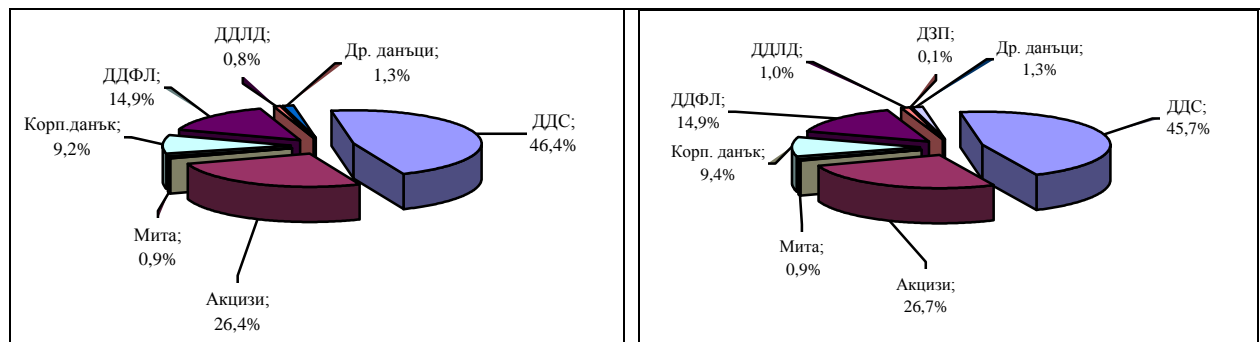 ДДЛД;
0,8%
Др. данъци;
1,3%
ДДФЛ;
14,9%
Корп.данък;
9,2%
ДДС;
46,4%
Мита;
0,9%
Акцизи;
26,4%
ДЗП;
0,1%
ДДЛД;
1,0%
Др. данъци;
1,3%
ДДФЛ;
14,9%
Корп. данък;
9,4%
ДДС;
45,7%
Мита;
0,9%
Акцизи;
26,7%